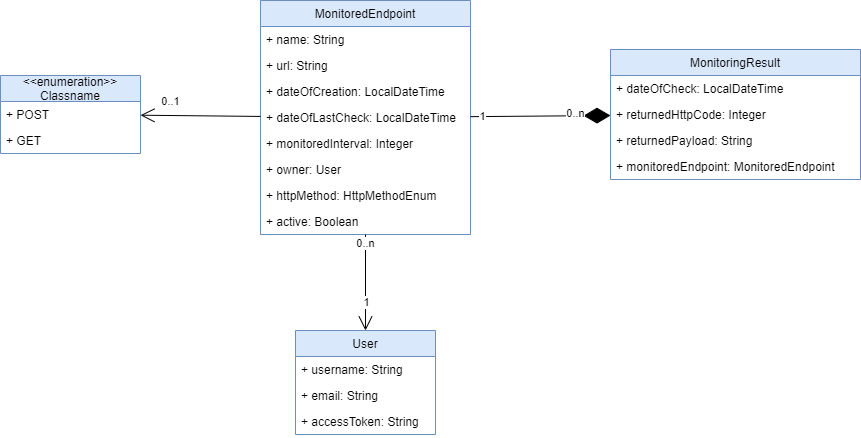 MonitoredEndpoint
+ name: String
+ url: String
+ dateOfCreation: LocalDateTime
+ dateOfLastCheck: LocalDateTime
+ monitoredInterval: Integer
+ owner: User
+ httpMethod: HttpMethodEnum
+ active: Boolean
<<enumeration>>
Classname
+ POST
+ GET
0..1
1
0..n
MonitoringResult
+ dateOfCheck: LocalDateTime
+ returnedHttpCode: Integer
+ returnedPayload: String
+ monitoredEndpoint: MonitoredEndpoint
0..n
1
User
+ username: String
+ email: String
+ accessToken: String